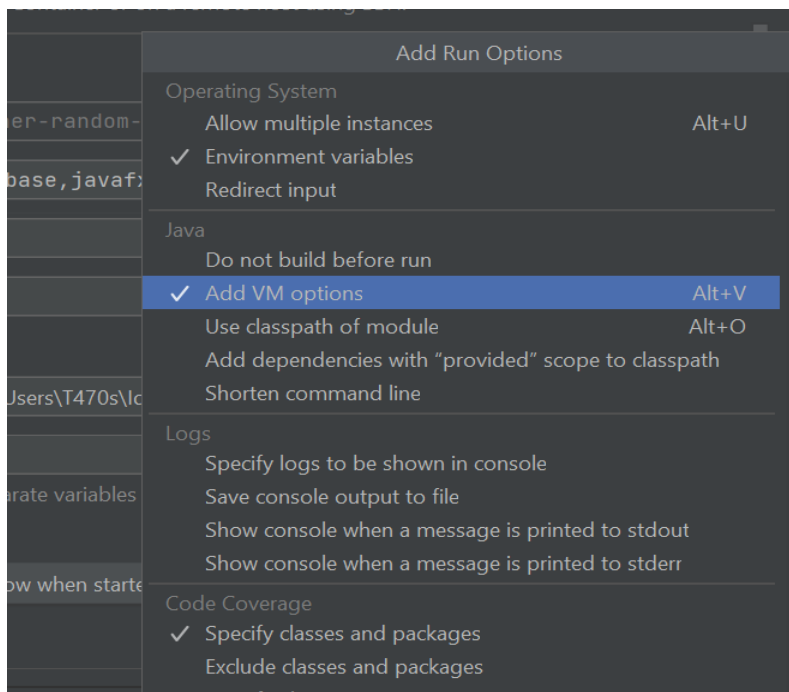 Add Run Options
Operating System
Allow multiple instances Alt+U
er-random-
Environment variables
base,javafx
Redirect input
Java
Do not build before run
Add VM options Alt+V
Use classpath of module Alt+O
Add dependencies with “provided” scope to classpath
Shorten command line
Users\T470s\Ic
Logs
Specify logs to be shown in console
arate variables
Save console output to file
Show console when a message is printed to stdout
Show console when a message is printed to stderr
ow when starte
Code Coverage
Specify classes and packages
Exclude classes and packages